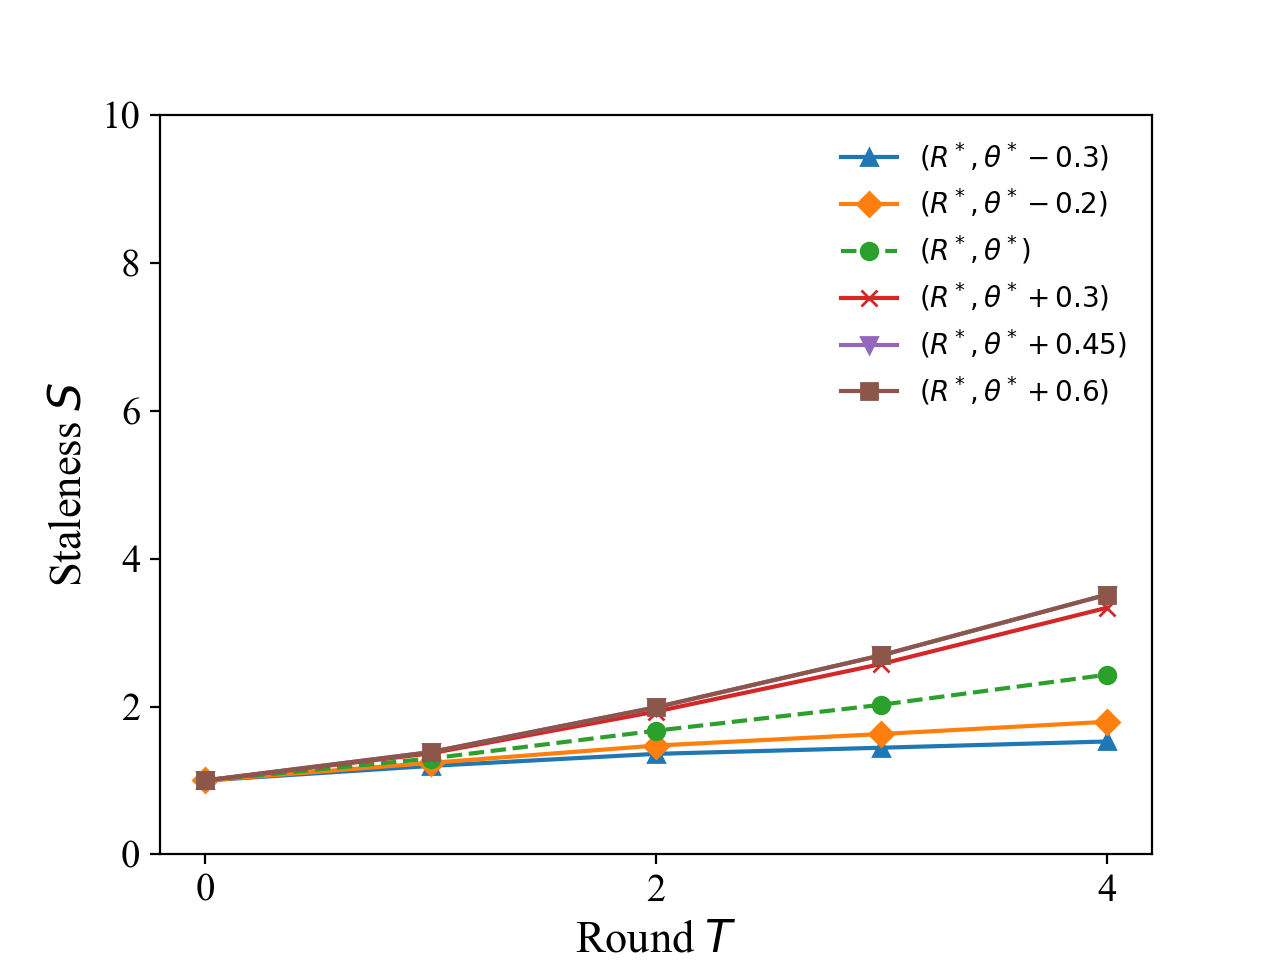 10
8
6
4
2
0
Staleness S
0 2 4
Round T
(R*, θ* − 0.3)
(R*, θ* − 0.2)
(R*, θ*)
(R*, θ* + 0.3)
(R*, θ* + 0.45)
(R*, θ* + 0.6)